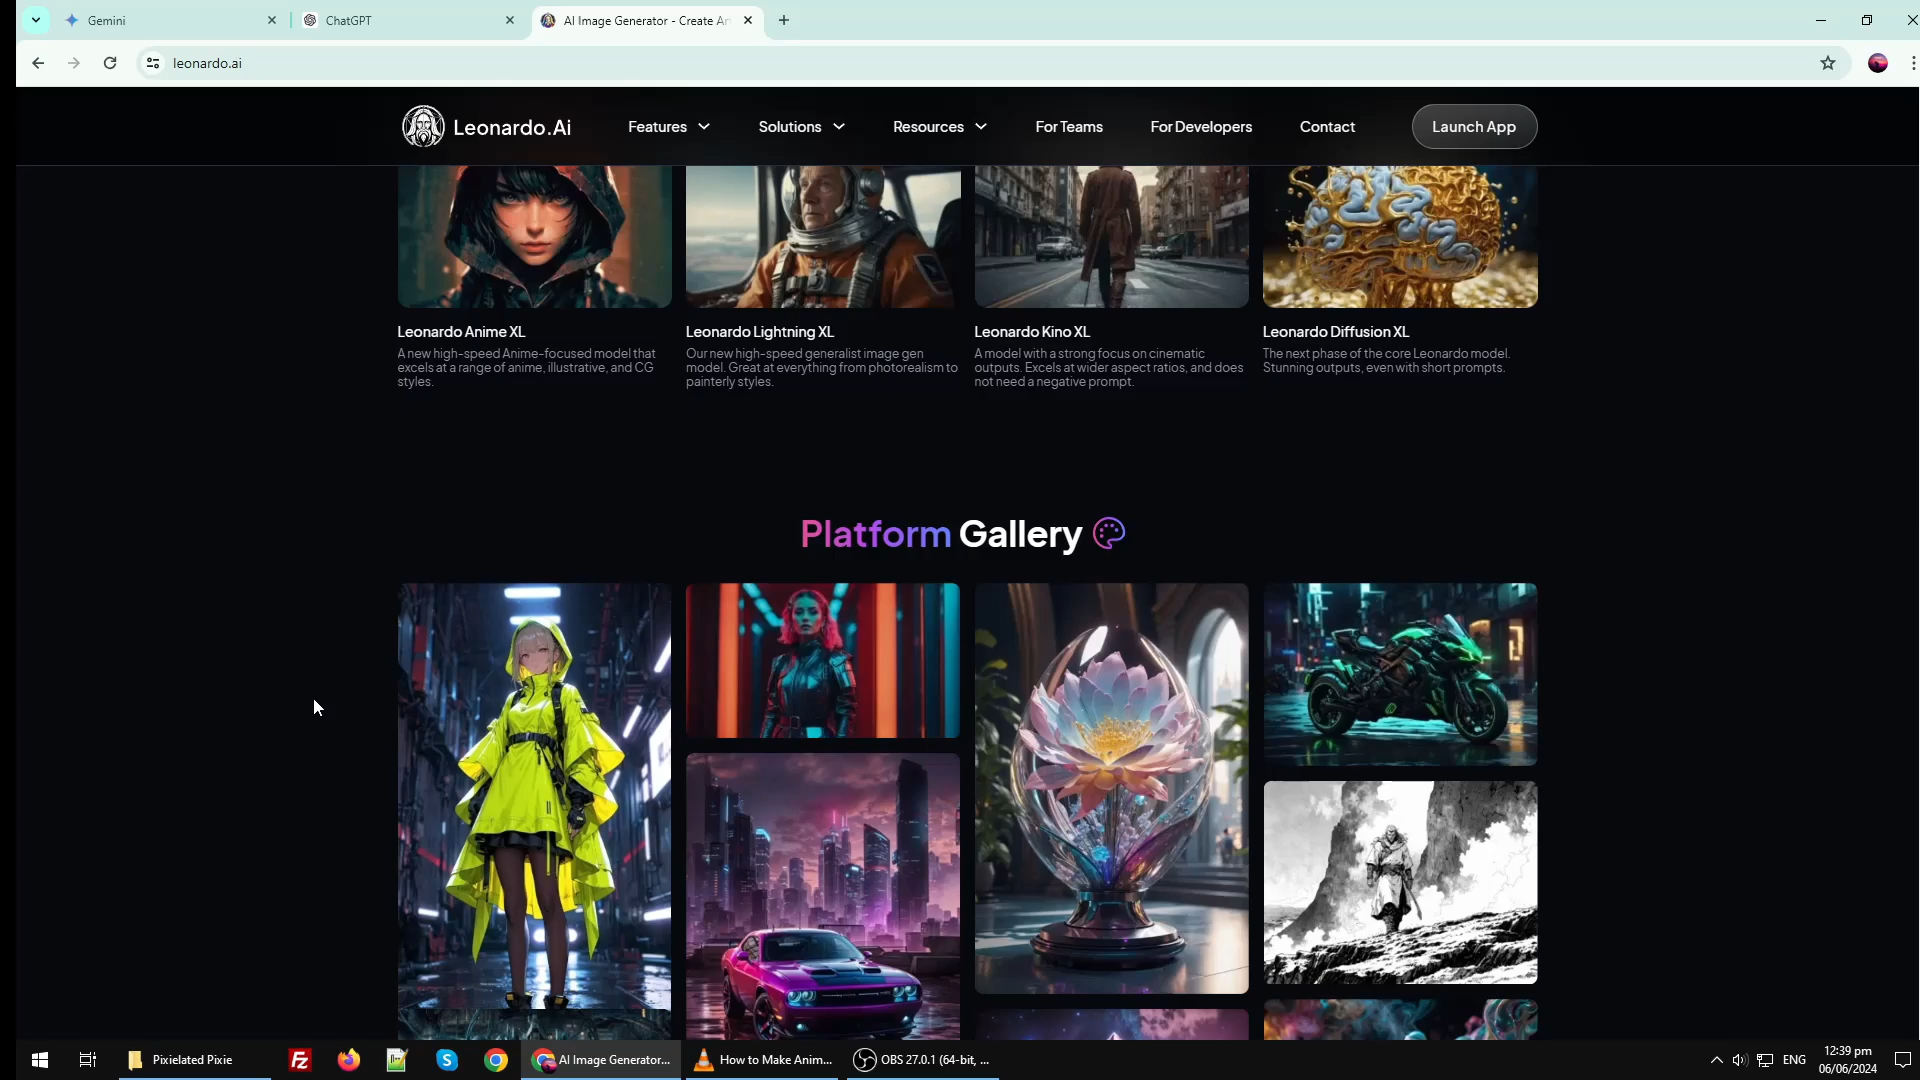 Gemini
ChatGPT
AI Image Generator - Create Ar
leonardo.ai
Leonardo.Ai
Features
Solutions
Resources
For Teams
For Developers
Contact
Launch App
Leonardo Anime XL
A new high-speed Anime-focused model that
excels at a range of anime, illustrative, and CG
styles.
Leonardo Lightning XL
Our new high-speed generalist image gen
model. Great at everything from photorealism to
painterly styles.
Leonardo Kino XL
A model with a strong focus on cinematic
outputs. Excels at wider aspect ratios, and does
not need a negative prompt.
Leonardo Diffusion XL
The next phase of the core Leonardo model.
Stunning outputs, even with short prompts.
Platform Gallery
Pixielated Pixie
Fz
S
AI Image Generator...
How to Make Anim...
OBS 27.0.1 (64-bit, ...
ENG
12:39 pm
06/06/2024